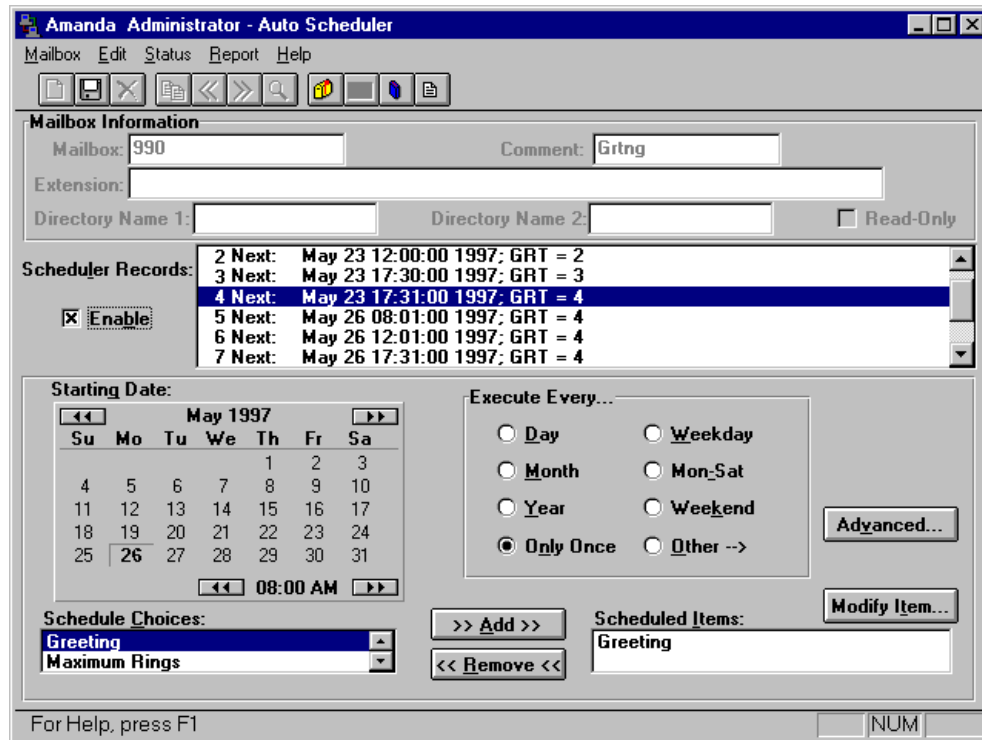 Amanda Administrator - Auto Scheduler
Mailbox Edit Status Report Help
Mailbox Information
Mailbox: 990 Comment: Grtng
Extension:
Directory Name 1: Directory Name 2: Read-Only
Scheduler Records:
Enable
2 Next: May 23 12:00:00 1997; GRT = 2
3 Next: May 23 17:30:00 1997; GRT = 3
4 Next: May 23 17:31:00 1997; GRT = 4
5 Next: May 26 08:01:00 1997; GRT = 4
6 Next: May 26 12:01:00 1997; GRT = 4
7 Next: May 26 17:31:00 1997; GRT = 4
Starting Date:
May 1997
Su Mo Tu We Th Fr Sa
1 2 3
4 5 6 7 8 9 10
11 12 13 14 15 16 17
18 19 20 21 22 23 24
25 26 27 28 29 30 31
08:00 AM
Execute Every...
Day Weekday
Month Mon-Sat
Year Weekend
Only Once Other -->
Advanced...
Modify Item...
Schedule Choices:
Greeting
Maximum Rings
>> Add >>
<< Remove <<
Scheduled Items:
Greeting
For Help, press F1 NUM